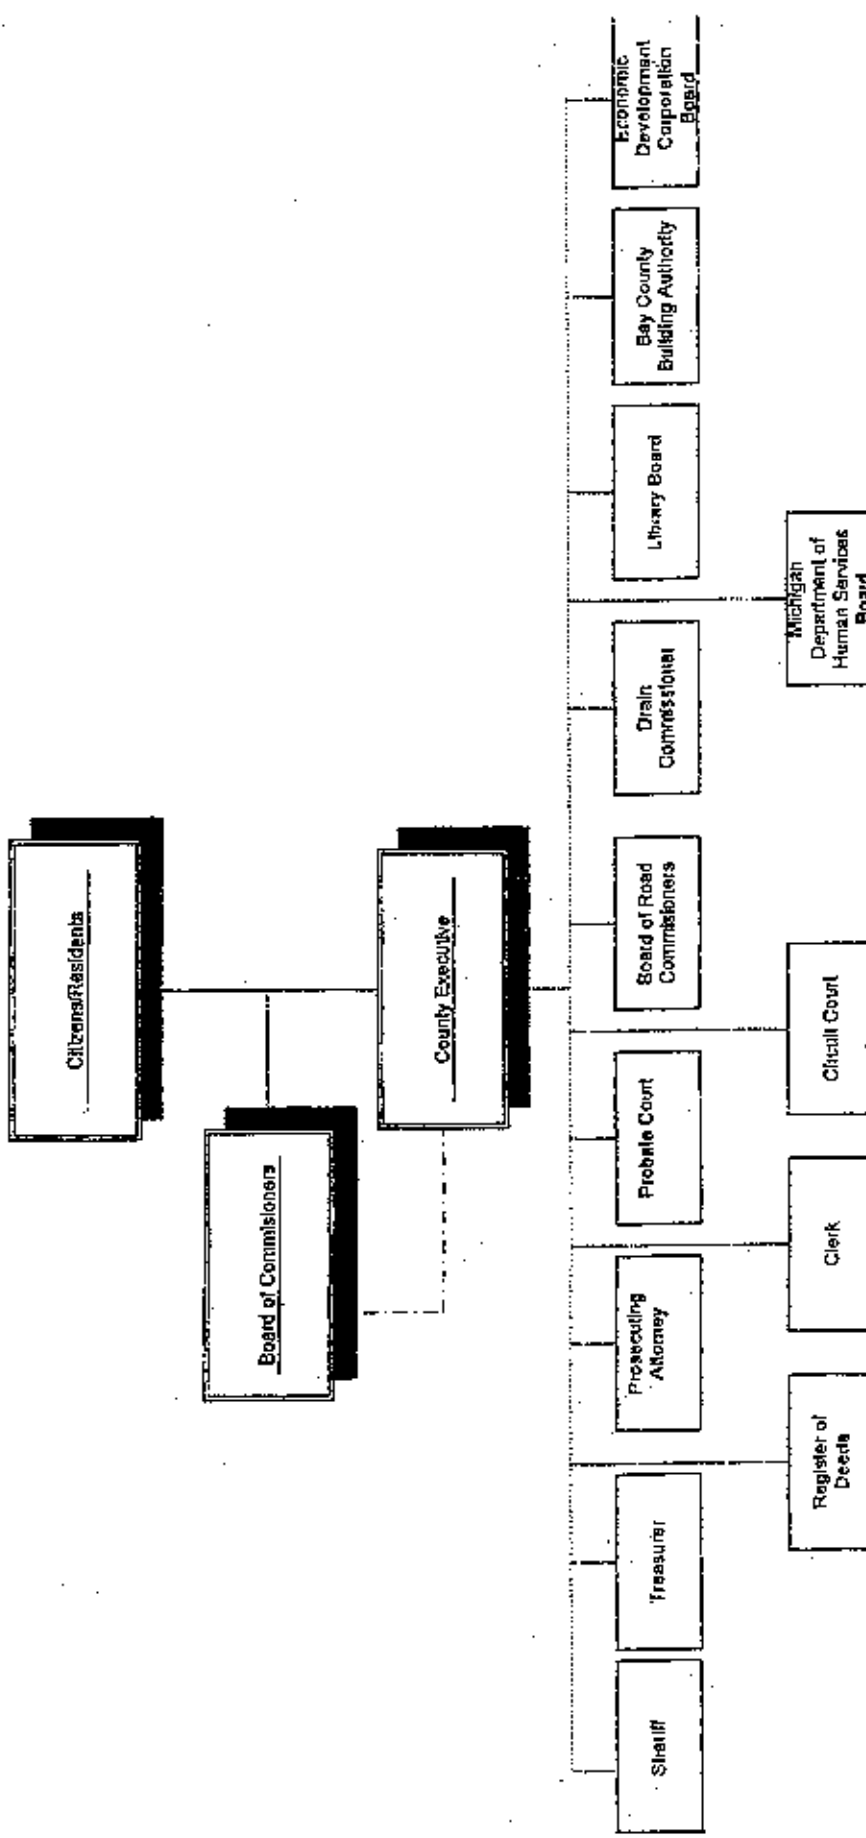 Citizens/Residents
Board of Commisioners
County Executive
Sheriff
Treasurer
Prosecuting
Attorney
Probate Court
Board of Road
Commisioners
Drain
Commissioner
Library Board
Bay County
Building Authority
Economic
Development
Corporation
Board
Register of
Deeds
Clerk
Circuit Court
Michigan
Department of
Human Services
Board